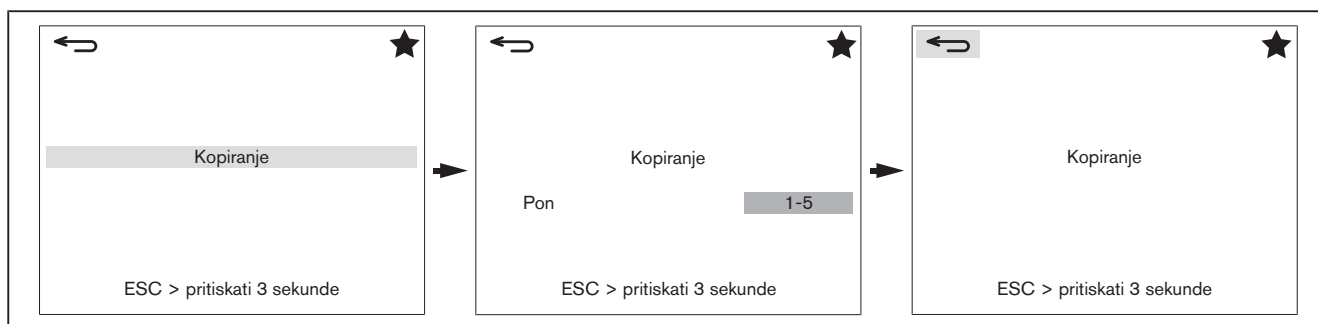 Kopiranje
ESC > pritiskati 3 sekunde
Kopiranje
Pon 1-5
ESC > pritiskati 3 sekunde
Kopiranje
ESC > pritiskati 3 sekunde